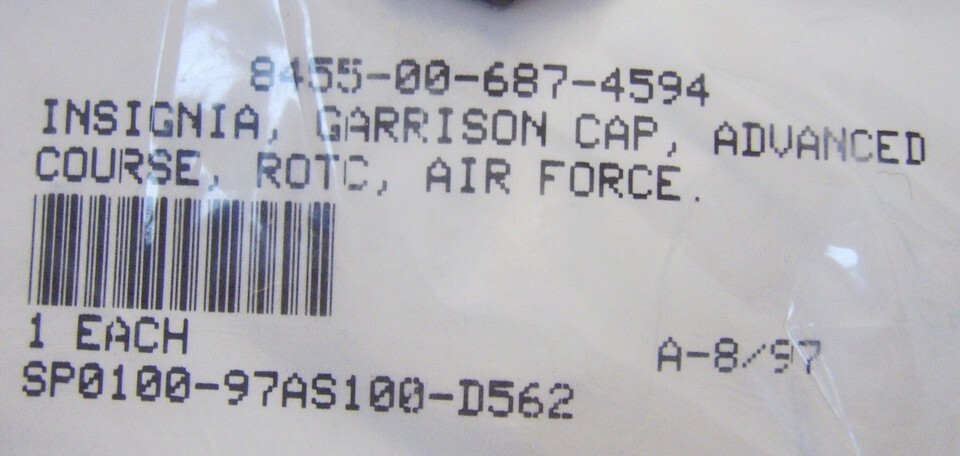 8455-00-687-4594
INSIGNIA, GARRISON CAP, ADVANCED
COURSE, ROTC, AIR FORCE.
1 EACH
A-8/97
SP0100-97AS100-D562